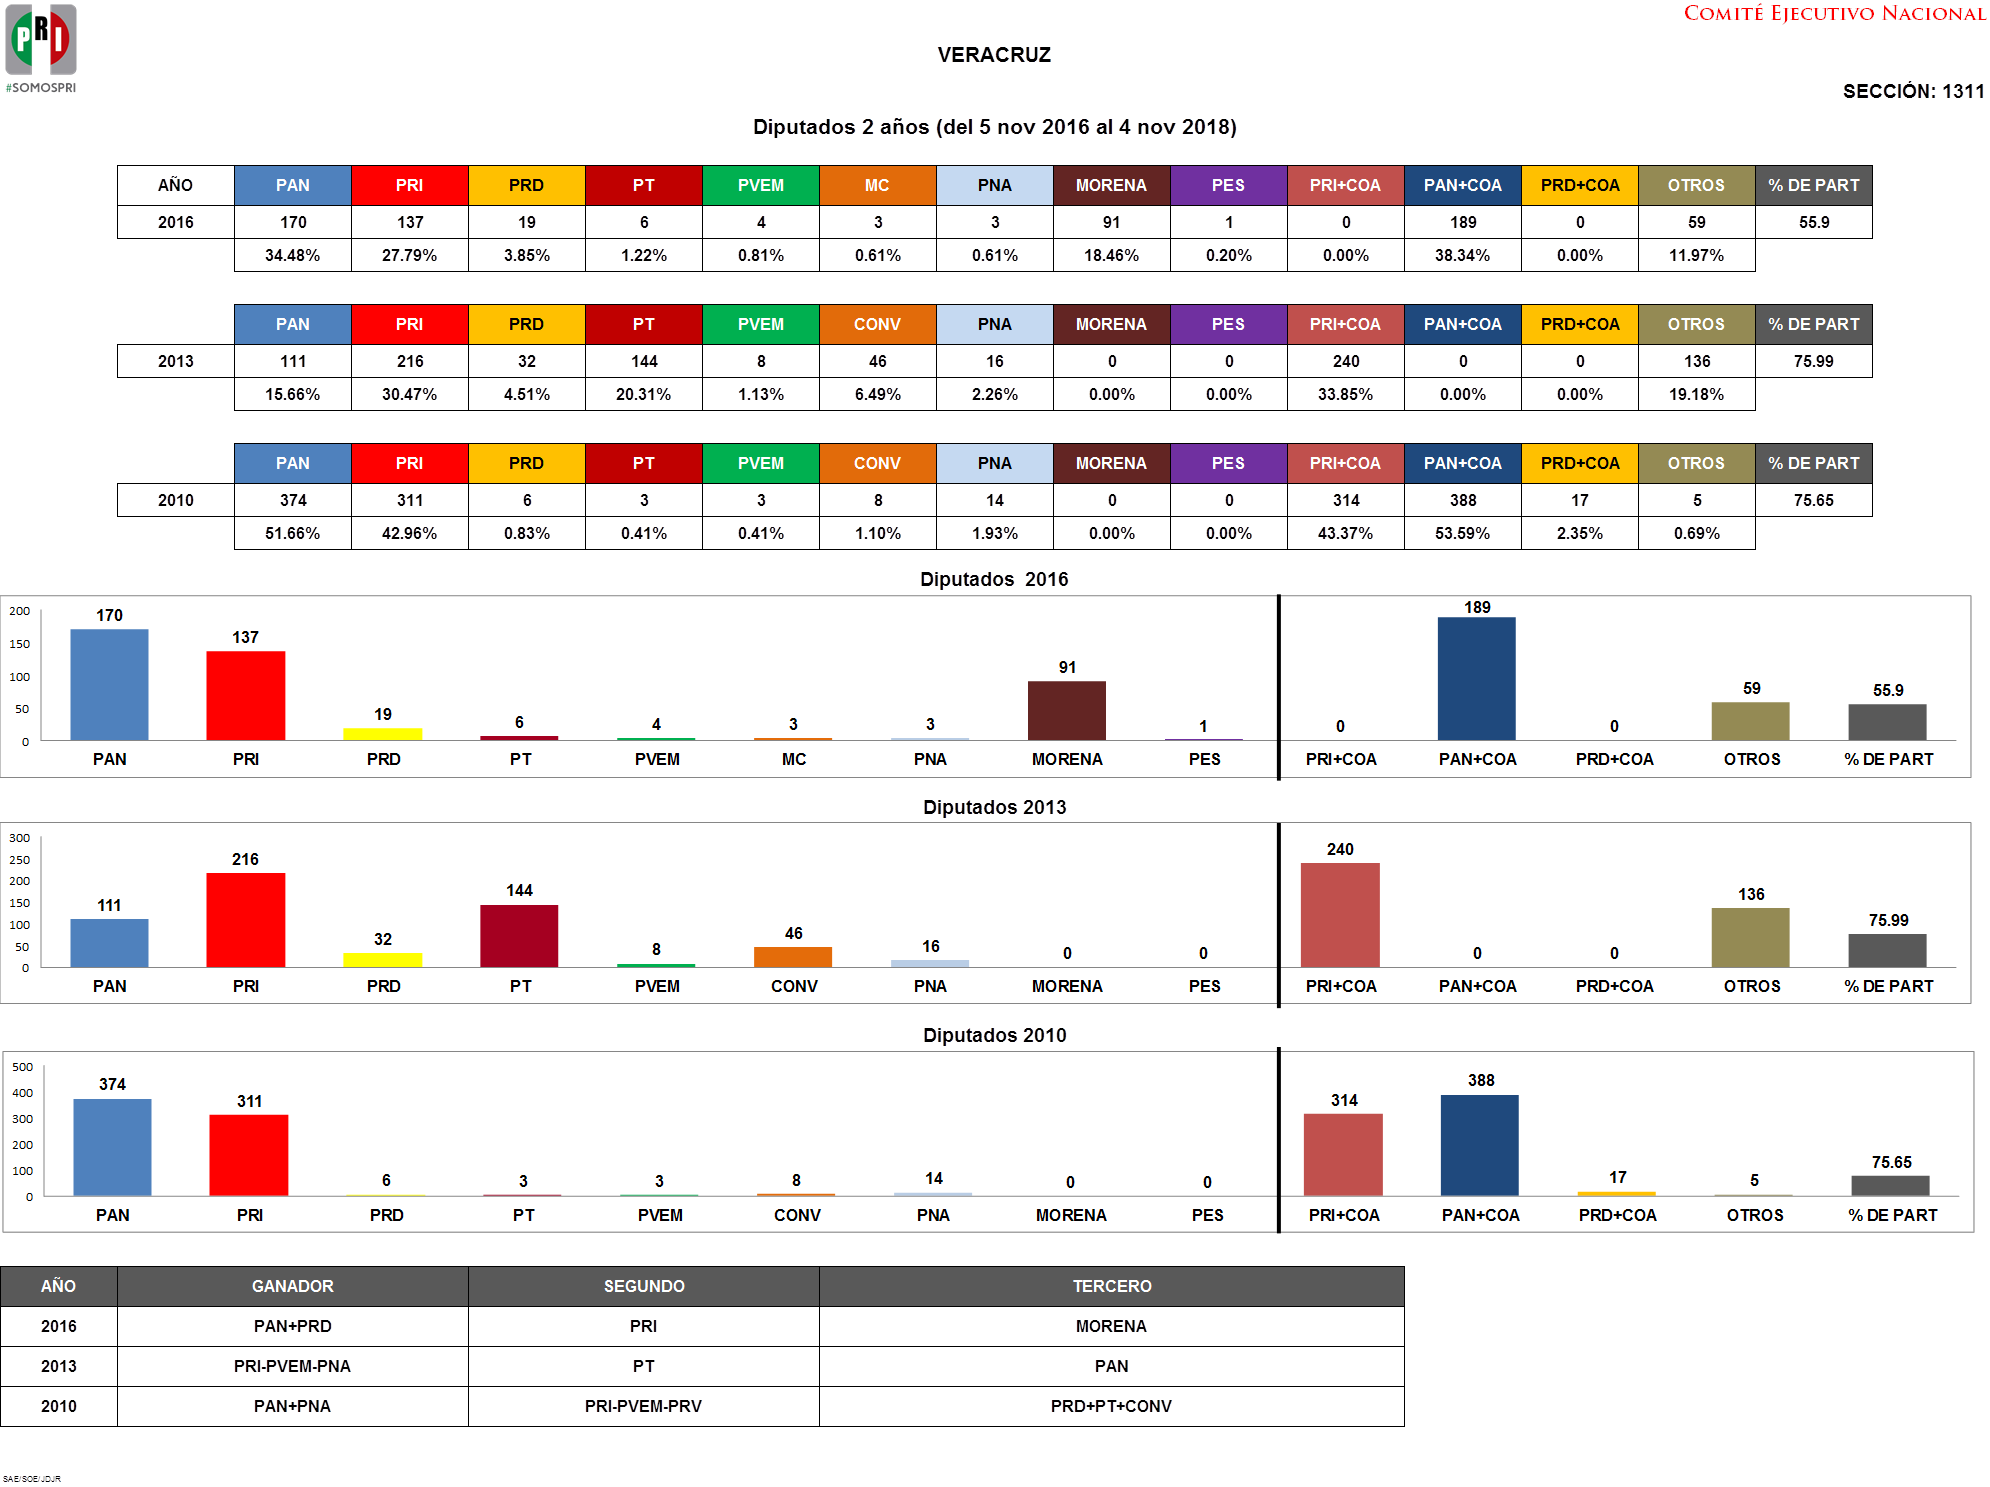 PRI
#SOMOSPRI
COMITÉ EJECUTIVO NACIONAL
VERACRUZ
SECCIÓN: 1311
Diputados 2 años (del 5 nov 2016 al 4 nov 2018)
AÑO PAN PRI PRD PT PVEM MC PNA MORENA PES PRI+COA PAN+COA PRD+COA OTROS % DE PART
2016 170 137 19 6 4 3 3 91 1 0 189 0 59 55.9
34.48% 27.79% 3.85% 1.22% 0.81% 0.61% 0.61% 18.46% 0.20% 0.00% 38.34% 0.00% 11.97%
PAN PRI PRD PT PVEM CONV PNA MORENA PES PRI+COA PAN+COA PRD+COA OTROS % DE PART
2013 111 216 32 144 8 46 16 0 0 240 0 0 136 75.99
15.66% 30.47% 4.51% 20.31% 1.13% 6.49% 2.26% 0.00% 0.00% 33.85% 0.00% 0.00% 19.18%
PAN PRI PRD PT PVEM CONV PNA MORENA PES PRI+COA PAN+COA PRD+COA OTROS % DE PART
2010 374 311 6 3 3 8 14 0 0 314 388 17 5 75.65
51.66% 42.96% 0.83% 0.41% 0.41% 1.10% 1.93% 0.00% 0.00% 43.37% 53.59% 2.35% 0.69%
Diputados 2016
200
150
100
50
0
170 137 19 6 4 3 3 91 1 0 189 0 59 55.9
PAN PRI PRD PT PVEM MC PNA MORENA PES PRI+COA PAN+COA PRD+COA OTROS % DE PART
Diputados 2013
300
250
200
150
100
50
0
111 216 32 144 8 46 16 0 0 240 0 0 136 75.99
PAN PRI PRD PT PVEM CONV PNA MORENA PES PRI+COA PAN+COA PRD+COA OTROS % DE PART
Diputados 2010
500
400
300
200
100
0
374 311 6 3 3 8 14 0 0 314 388 17 5 75.65
PAN PRI PRD PT PVEM CONV PNA MORENA PES PRI+COA PAN+COA PRD+COA OTROS % DE PART
AÑO GANADOR SEGUNDO TERCERO
2016 PAN+PRD PRI MORENA
2013 PRI-PVEM-PNA PT PAN
2010 PAN+PNA PRI-PVEM-PRV PRD+PT+CONV
SAE/SOE/JDJR